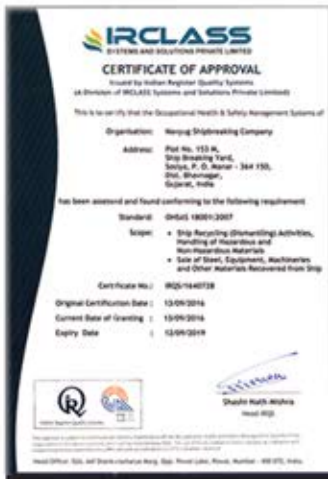 IRCLASS
SYSTEMS AND SOLUTIONS PRIVATE LIMITED
CERTIFICATE OF APPROVAL
Issued by Indian Register Quality Systems
(A Division of IRCLASS Systems and Solutions Private Limited)
This is to certify that the Occupational Health & Safety Management Systems of
Organisation: Shipbreaking Company
Address: Plot No. 153 M,
Ship Breaking Yard,
Sosiya, P. O. Manar - 364 150,
Dist. Bhavnagar,
Gujarat, India
has been assessed and found conforming to the following requirement
Standard: OHSAS 18001:2007
Scope: • Ship Recycling (Dismantling) Activities,
Handling of Hazardous and
Non-Hazardous Materials
• Sale of Steel, Equipment, Machineries
and Other Materials Recovered from Ship
Certificate No.: IRQS/1640728
Original Certification Date : 13/09/2016
Current Date of Granting : 13/09/2016
Expiry Date : 12/09/2019
Shashi Nath Mishra
Head IRQS